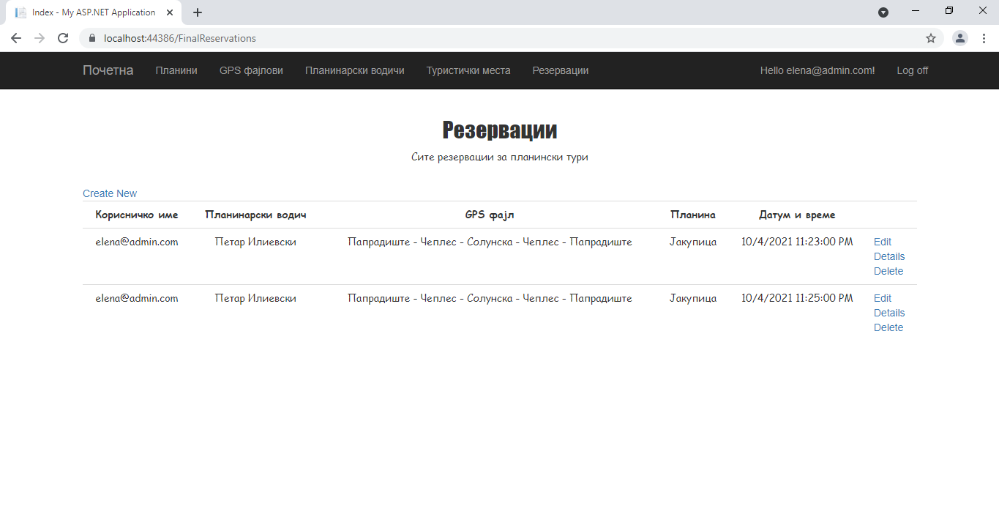 Index - My ASP.NET Application
localhost:44386/FinalReservations
Почетна Планини GPS фајлови Планинарски водичи Туристички места Резервации Hello elena@admin.com! Log off
Резервации
Сите резервации за планински тури
Create New
Корисничко име Планинарски водич GPS фајл Планина Датум и време
elena@admin.com Петар Илиевски Папрадиште - Чеплес - Солунска - Чеплес - Папрадиште Јакупица 10/4/2021 11:23:00 PM Edit
Details
Delete
elena@admin.com Петар Илиевски Папрадиште - Чеплес - Солунска - Чеплес - Папрадиште Јакупица 10/4/2021 11:25:00 PM Edit
Details
Delete